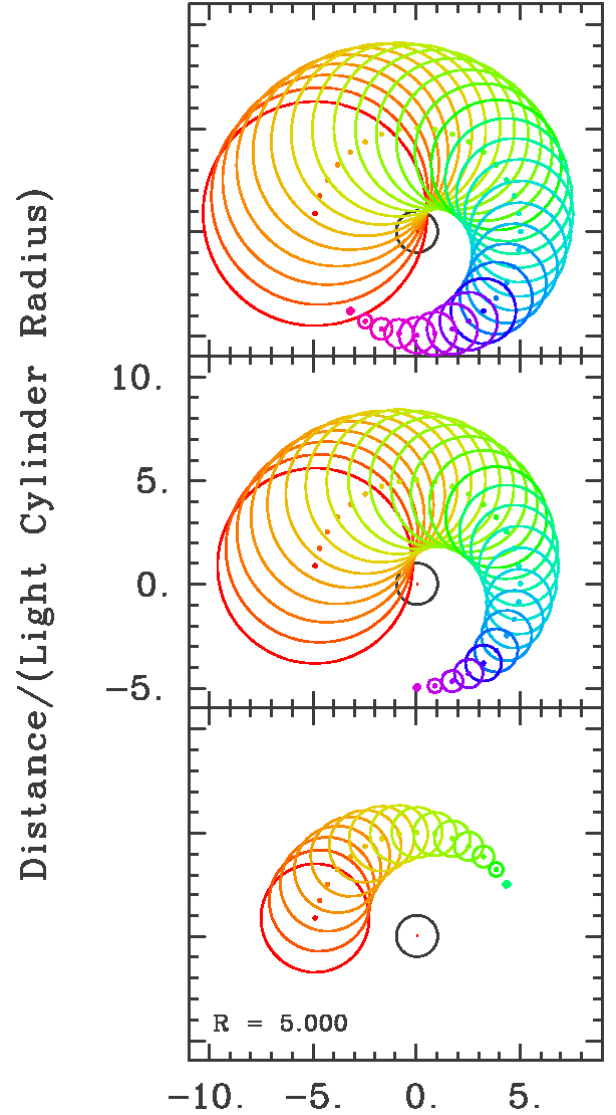 Distance/(Light Cylinder Radius)
10.
5.
0.
−5.
R = 5.000
−10. −5. 0. 5.